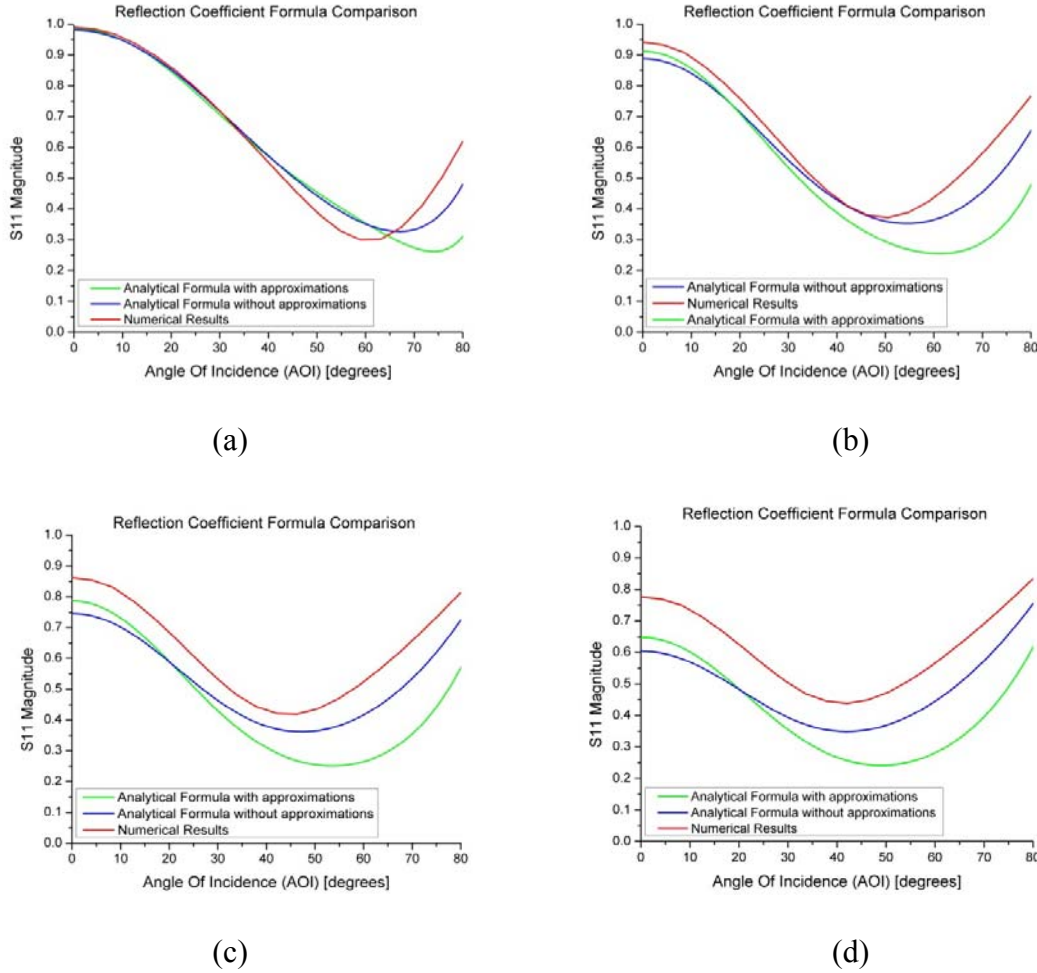 Reflection Coefficient Formula Comparison
1.0
0.9
0.8
0.7
0.6
0.5
0.4
0.3
0.2
0.1
0.0
S11 Magnitude
Analytical Formula with approximations
Analytical Formula without approximations
Numerical Results
0 10 20 30 40 50 60 70 80
Angle Of Incidence (AOI) [degrees]
(a)
Reflection Coefficient Formula Comparison
1.0
0.9
0.8
0.7
0.6
0.5
0.4
0.3
0.2
0.1
0.0
S11 Magnitude
Analytical Formula without approximations
Numerical Results
Analytical Formula with approximations
0 10 20 30 40 50 60 70 80
Angle Of Incidence (AOI) [degrees]
(b)
Reflection Coefficient Formula Comparison
1.0
0.9
0.8
0.7
0.6
0.5
0.4
0.3
0.2
0.1
0.0
S11 Magnitude
Analytical Formula with approximations
Analytical Formula without approximations
Numerical Results
0 10 20 30 40 50 60 70 80
Angle Of Incidence (AOI) [degrees]
(c)
Reflection Coefficient Formula Comparison
1.0
0.9
0.8
0.7
0.6
0.5
0.4
0.3
0.2
0.1
0.0
S11 Magnitude
Analytical Formula with approximations
Analytical Formula without approximations
Numerical Results
0 10 20 30 40 50 60 70 80
Angle Of Incidence (AOI) [degrees]
(d)